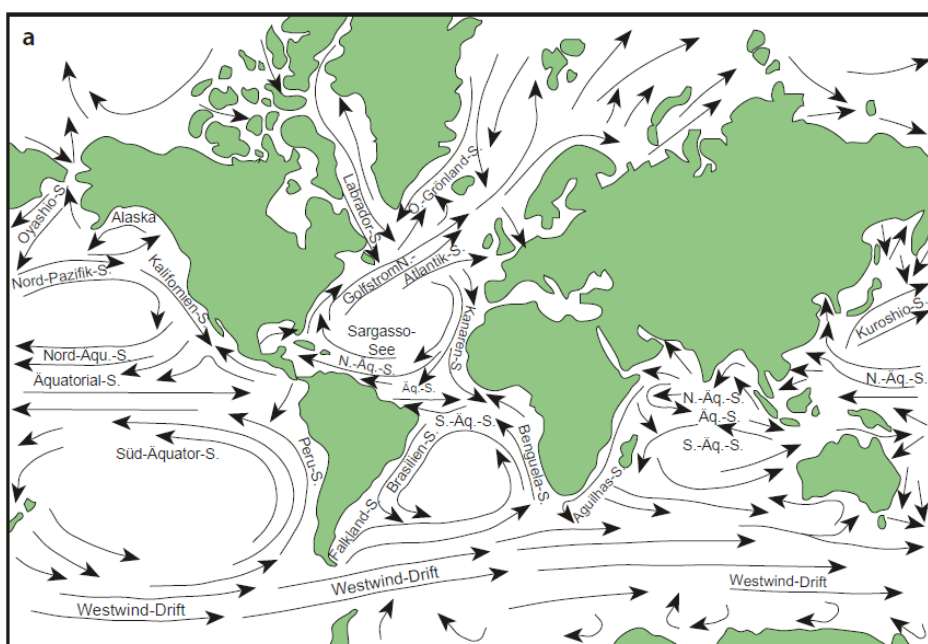 a
Oyashio-S.
Alaska
Nord-Pazifik-S.
Kalifornien-S.
Nord-Äqu.-S.
Äquatorial-S.
Süd-Äquator-S.
Peru-S.
Westwind-Drift
Labrador-S.
O.-Grönland-S.
GolfstromN.-
Atlantik-S.
Sargasso-
See
Kanaren-S.
N.-Äq.-S.
Äq.-S.
S.-Äq.-S.
Brasilien-S.
Benguela-S.
Falkland-S.
Westwind-Drift
Aguilhas-S.
N.-Äq.-S.
Äq.-S.
S.-Äq.-S.
Kuroshio-S.
N.-Äq.-S.
Westwind-Drift